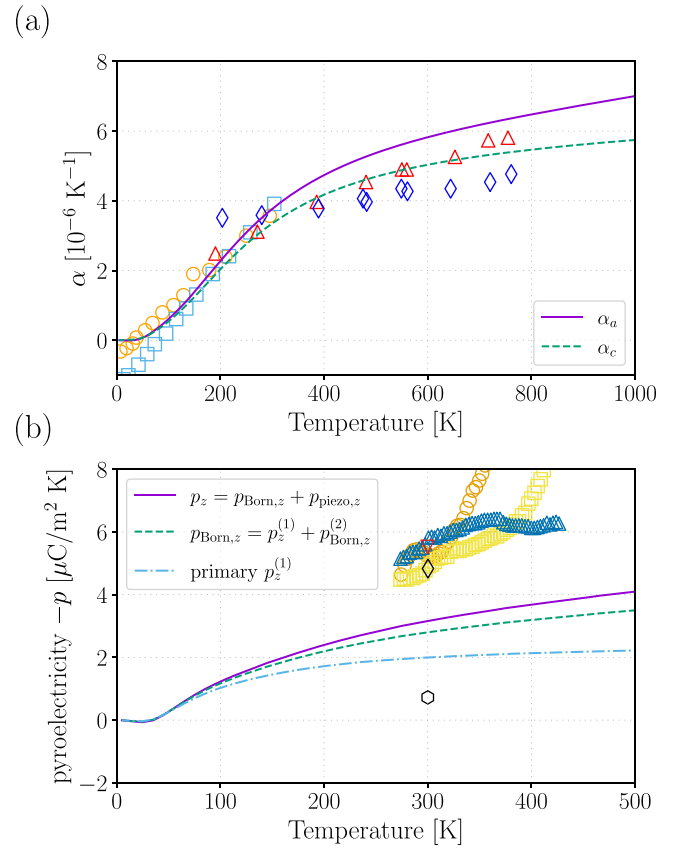 (a)
8
6
4
2
0
α [10⁻⁶ K⁻¹]
α_a
α_c
0 200 400 600 800 1000
Temperature [K]
(b)
8
6
4
2
0
−2
pyroelectricity −p [μC/m² K]
p_z = p_Born,z + p_piezo,z
p_Born,z = p_z^(1) + p_Born,z^(2)
primary p_z^(1)
0 100 200 300 400 500
Temperature [K]